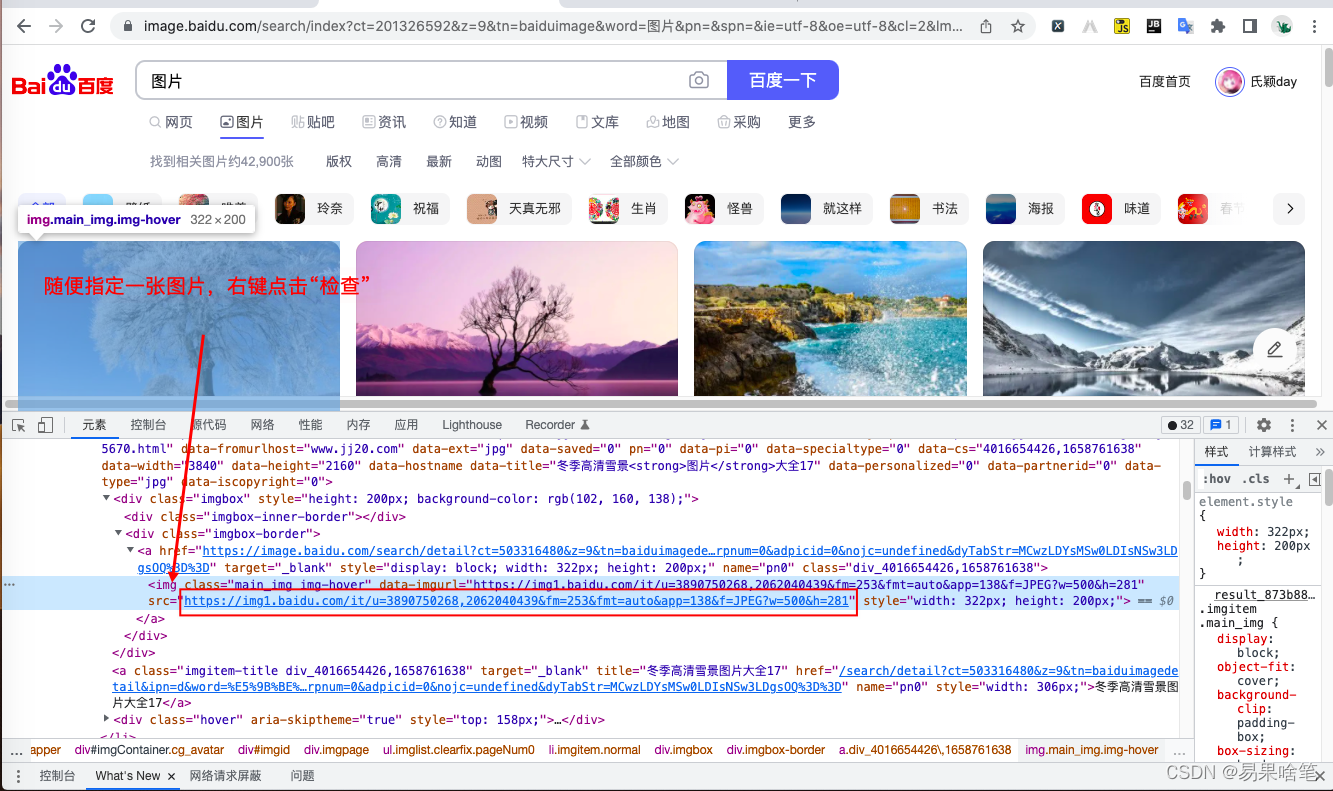 image.baidu.com/search/index?ct=201326592&z=9&tn=baiduimage&word=图片&pn=&spn=&ie=utf-8&oe=utf-8&cl=2&lm...
Bai du 百度
图片
百度一下
百度首页
氏颖day
网页 图片 贴吧 资讯 知道 视频 文库 地图 采购 更多
找到相关图片约42,900张 版权 高清 最新 动图 特大尺寸 全部颜色
玲奈 祝福 天真无邪 生肖 怪兽 就这样 书法 海报 味道 春节
img.main_img.img-hover 322×200
随便指定一张图片，右键点击“检查”
元素 控制台 源代码 网络 性能 内存 应用 Lighthouse Recorder 32 1
5670.html" data-fromurlhost="www.jj20.com" data-ext="jpg" data-saved="0" pn="0" data-pi="0" data-specialtype="0" data-cs="4016654426,1658761638"
data-width="3840" data-height="2160" data-hostname data-title="冬季高清雪景<strong>图片</strong>大全17" data-personalized="0" data-partnerid="0" data-
type="jpg" data-iscopyright="0">
<div class="imgbox" style="height: 200px; background-color: rgb(102, 160, 138);">
<div class="imgbox-inner-border"></div>
<div class="imgbox-border">
<a href="https://image.baidu.com/search/detail?ct=503316480&z=9&tn=baiduimagede…rpnum=0&adpicid=0&nojc=undefined&dyTabStr=MCwzLDYsMSw0LDIsNSw3LD
gsOQ%3D%3D" target="_blank" style="display: block; width: 322px; height: 200px;" name="pn0" class="div_4016654426,1658761638">
<img class="main_img img-hover" data-imgurl="https://img1.baidu.com/it/u=3890750268,2062040439&fm=253&fmt=auto&app=138&f=JPEG?w=500&h=281"
src="https://img1.baidu.com/it/u=3890750268,2062040439&fm=253&fmt=auto&app=138&f=JPEG?w=500&h=281" style="width: 322px; height: 200px;"> == $0
</a>
</div>
</div>
<a class="imgitem-title div_4016654426,1658761638" target="_blank" title="冬季高清雪景图片大全17" href="/search/detail?ct=503316480&z=9&tn=baiduimagede
tail&ipn=d&word=%E5%9B%BE%…rpnum=0&adpicid=0&nojc=undefined&dyTabStr=MCwzLDYsMSw0LDIsNSw3LDgsOQ%3D%3D" name="pn0" style="width: 306px;">冬季高清雪景图
片大全17</a>
<div class="hover" aria-skiptheme="true" style="top: 158px;">…</div>
</li>
样式 计算样式
:hov .cls
element.style
{
width: 322px;
height: 200px
;
}
result_873b88…
.imgitem
.main_img {
display:
block;
object-fit:
cover;
background-
clip:
padding-
box;
box-sizing:
... apper div#imgContainer.cg_avatar div#imgid div.imgpage ul.imglist.clearfix.pageNum0 li.imgitem.normal div.imgbox div.imgbox-border a.div_4016654426\,1658761638 img.main_img.img-hover ...
控制台 What's New 网络请求屏蔽 问题
CSDN @易果啥笔